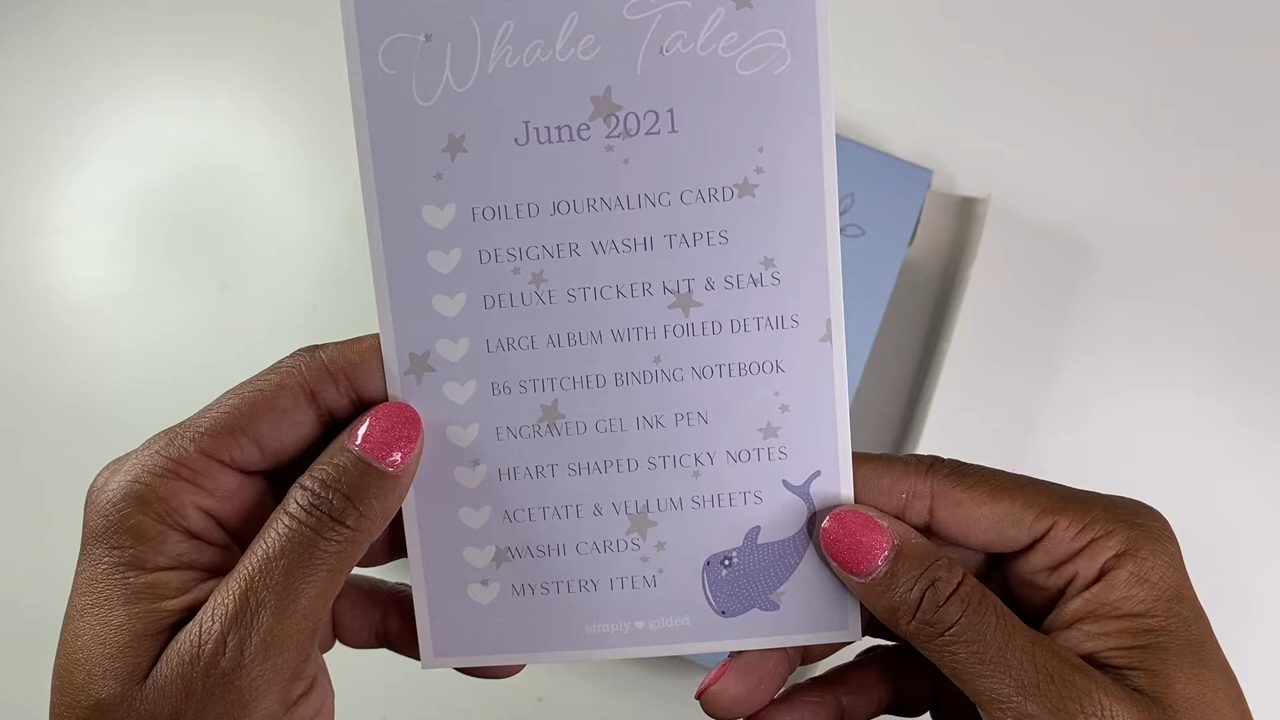 Whale Tales
June 2021
FOILED JOURNALING CARD
DESIGNER WASHI TAPES
DELUXE STICKER KIT & SEALS
LARGE ALBUM WITH FOILED DETAILS
B6 STITCHED BINDING NOTEBOOK
ENGRAVED GEL INK PEN
HEART SHAPED STICKY NOTES
ACETATE & VELLUM SHEETS
WASHI CARDS
MYSTERY ITEM
simply gilded